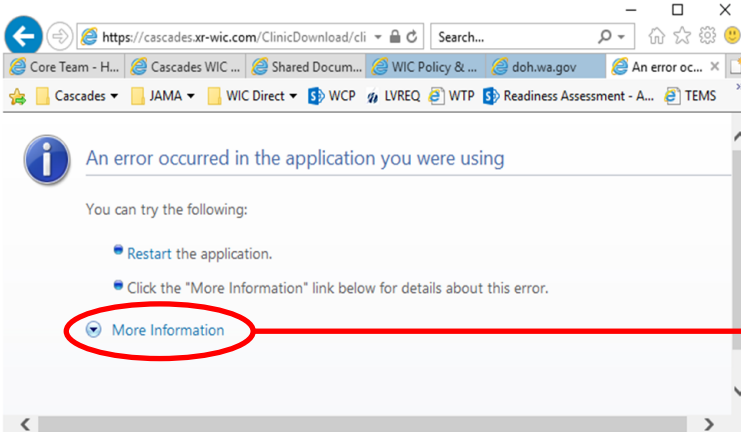 https://cascades.xr-wic.com/ClinicDownload/cli
Search...
Core Team - H...
Cascades WIC ...
Shared Docum...
WIC Policy & ...
doh.wa.gov
An error oc...
Cascades
JAMA
WIC Direct
WCP
LVREQ
WTP
Readiness Assessment - A...
TEMS
An error occurred in the application you were using
You can try the following:
Restart the application.
Click the "More Information" link below for details about this error.
More Information